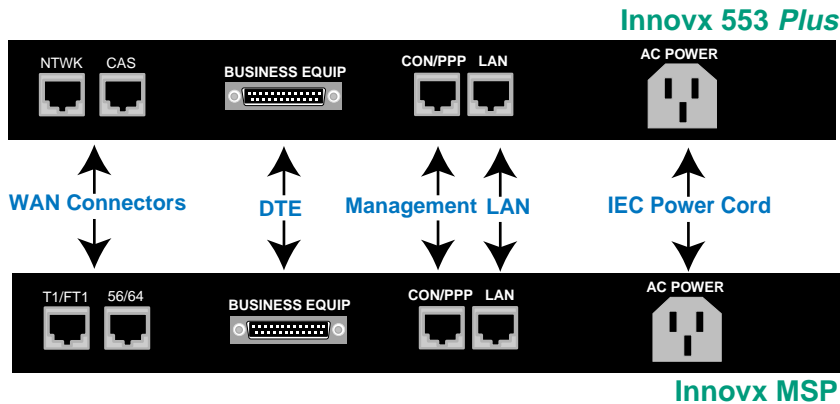 Innovx 553 Plus
NTWK CAS BUSINESS EQUIP CON/PPP LAN AC POWER
WAN Connectors DTE Management LAN IEC Power Cord
T1/FT1 56/64 BUSINESS EQUIP CON/PPP LAN AC POWER
Innovx MSP